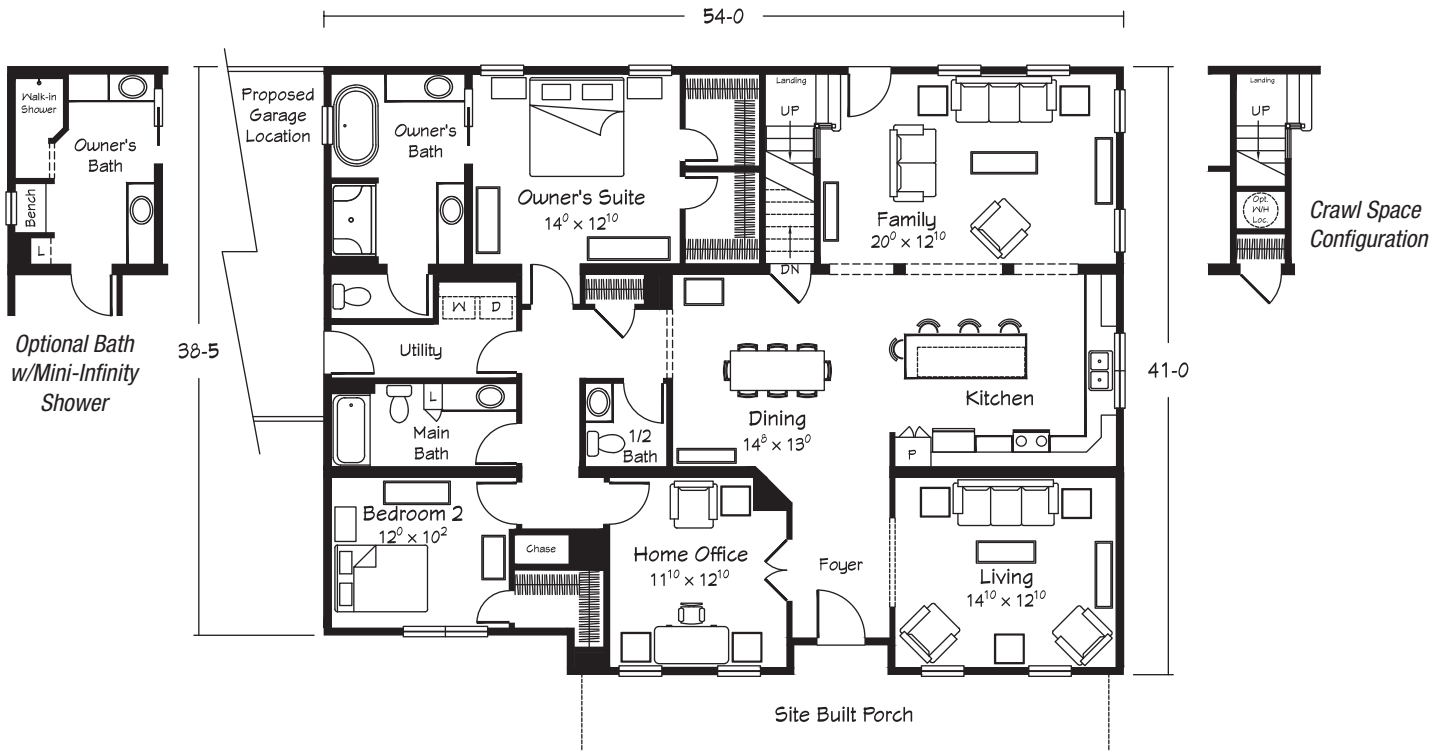 54-0
Walk-in
Shower
Owner's
Bath
Bench
L
Optional Bath
w/Mini-Infinity
Shower
38-5
Proposed
Garage
Location
Owner's
Bath
Owner's Suite
14⁰ x 12¹⁰
Landing
UP
DN
Family
20⁰ x 12¹⁰
Landing
UP
Opt.
W/H
Loc.
Crawl Space
Configuration
W D
Utility
L
Main
Bath
1/2
Bath
Dining
14⁸ x 13⁰
Kitchen
P
41-0
Bedroom 2
12⁰ x 10²
Chase
Home Office
11¹⁰ x 12¹⁰
Foyer
Living
14¹⁰ x 12¹⁰
Site Built Porch